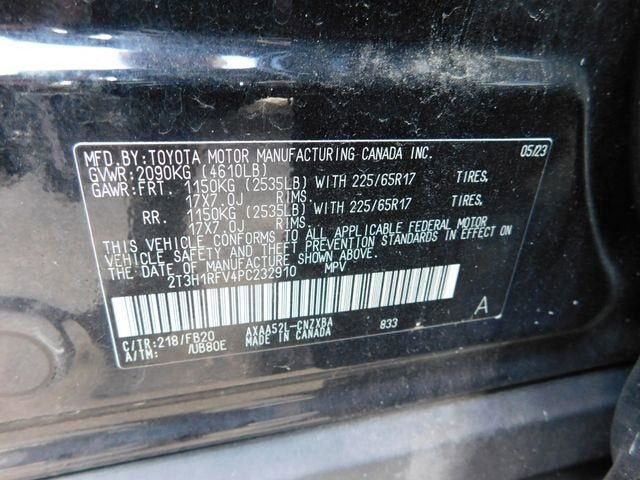 MFD.BY:TOYOTA MOTOR MANUFACTURING CANADA INC. 05/23
GVWR:2090KG (4610LB)
GAWR:FRT. 1150KG (2535LB) WITH 225/65R17 TIRES.
17X7.0J RIMS.
RR. 1150KG (2535LB) WITH 225/65R17 TIRES.
17X7.0J RIMS.
THIS VEHICLE CONFORMS TO ALL APPLICABLE FEDERAL MOTOR
VEHICLE SAFETY AND THEFT PREVENTION STANDARDS IN EFFECT ON
THE DATE OF MANUFACTURE SHOWN ABOVE.
2T3H1RFV4PC232910 MPV
A
C/TR:218/FB20 AXAA52L-CNZXBA 833
A/TM: /UB80E MADE IN CANADA